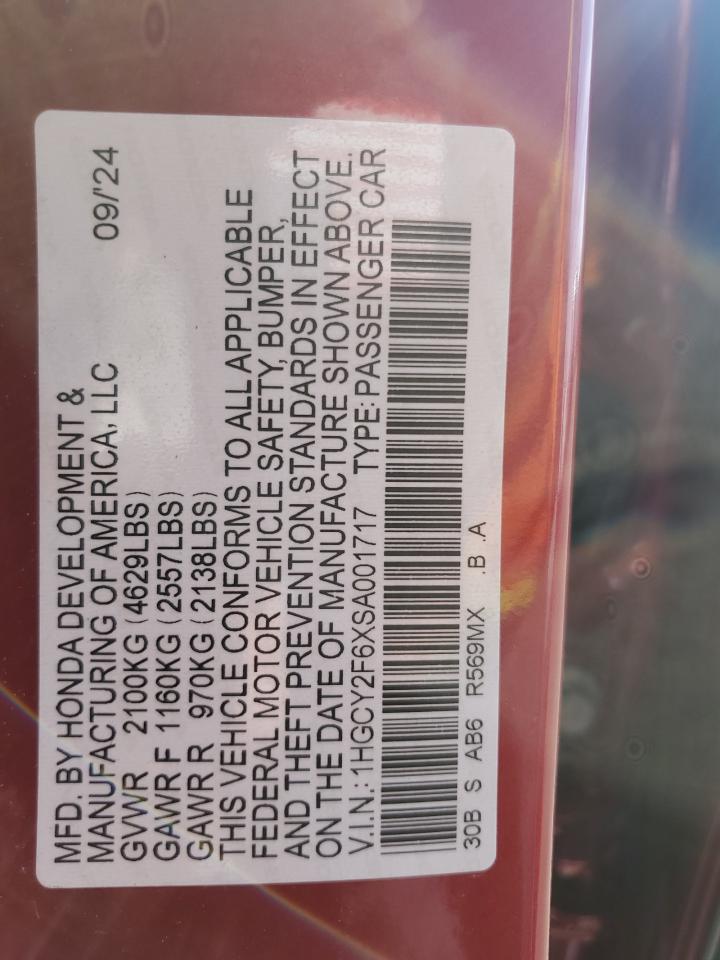 MFD. BY HONDA DEVELOPMENT &
MANUFACTURING OF AMERICA, LLC 09/'24
GVWR 2100KG (4629LBS)
GAWR F 1160KG (2557LBS)
GAWR R 970KG (2138LBS)
THIS VEHICLE CONFORMS TO ALL APPLICABLE
FEDERAL MOTOR VEHICLE SAFETY, BUMPER,
AND THEFT PREVENTION STANDARDS IN EFFECT
ON THE DATE OF MANUFACTURE SHOWN ABOVE.
V.I.N.: 1HGCY2F6XSA001717 TYPE: PASSENGER CAR
30B S AB6 R569MX .B .A